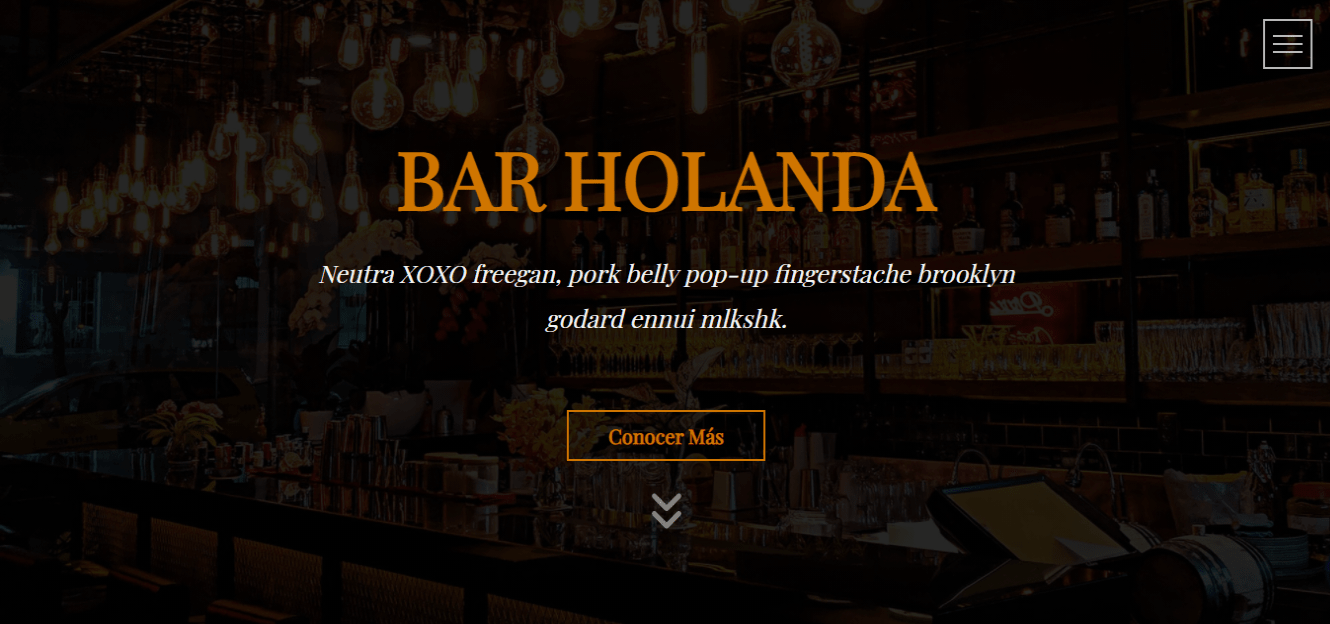 BAR HOLANDA
Neutra XOXO freegan, pork belly pop-up fingerstache brooklyn
godard ennui mlkshk.
Conocer Más